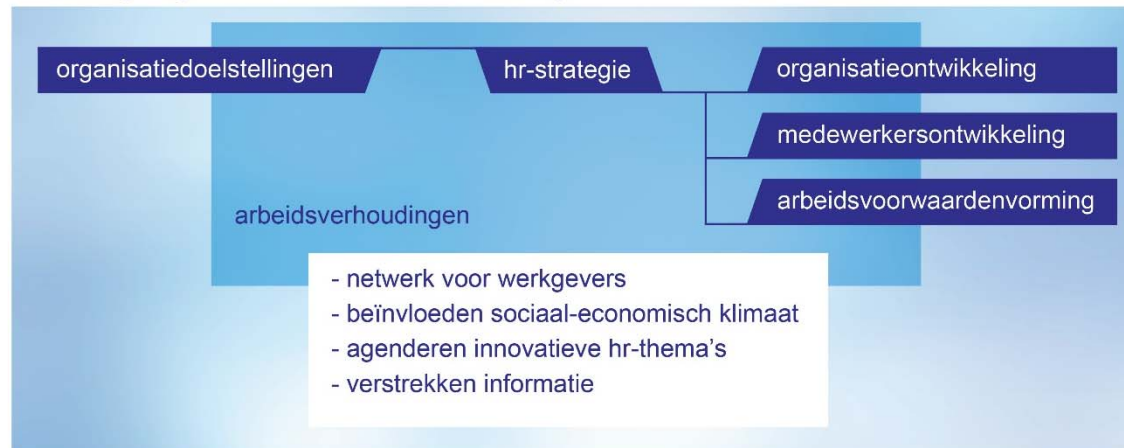 organisatiedoelstellingen
hr-strategie
organisatieontwikkeling
medewerkersontwikkeling
arbeidsvoorwaardenvorming
arbeidsverhoudingen
- netwerk voor werkgevers
- beïnvloeden sociaal-economisch klimaat
- agenderen innovatieve hr-thema's
- verstrekken informatie